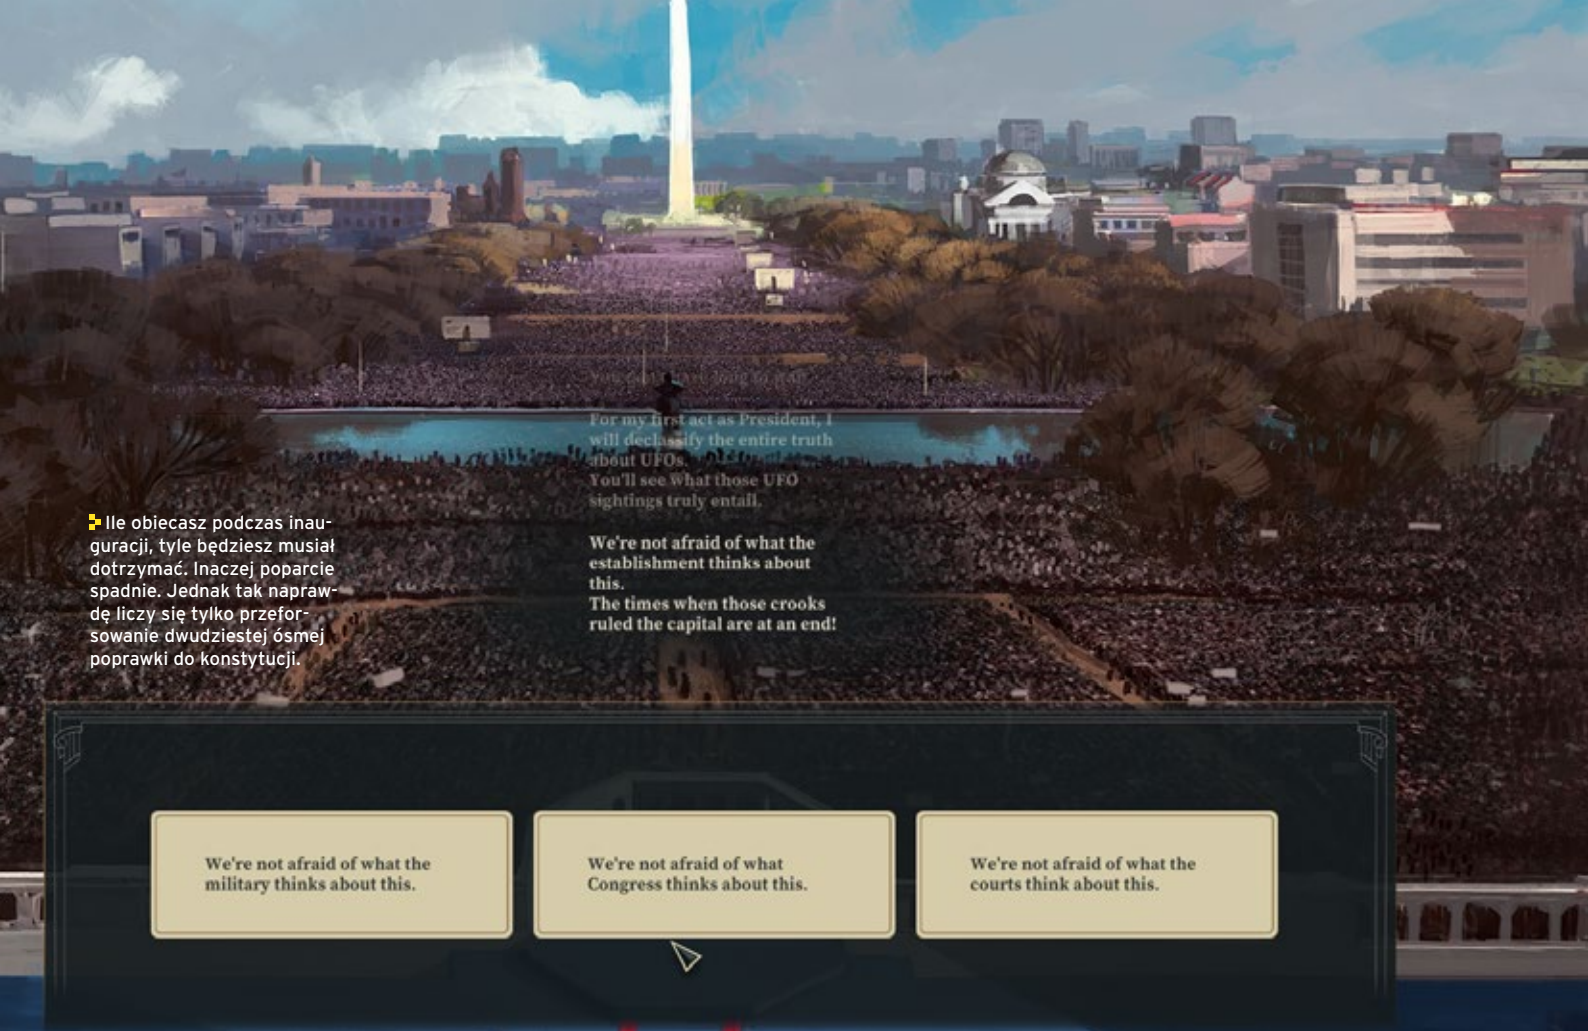 For my first act as President, I
will declassify the entire truth
about UFOs.
You'll see what those UFO
sightings truly entail.
We're not afraid of what the
establishment thinks about
this.
The times when those crooks
ruled the capital are at an end!
Ile obiecasz podczas inau-
guracji, tyle będziesz musiał
dotrzymać. Inaczej poparcie
spadnie. Jednak tak napraw-
dę liczy się tylko przefor-
sowanie dwudziestej ósmej
poprawki do konstytucji.
We're not afraid of what the
military thinks about this.
We're not afraid of what
Congress thinks about this.
We're not afraid of what the
courts think about this.